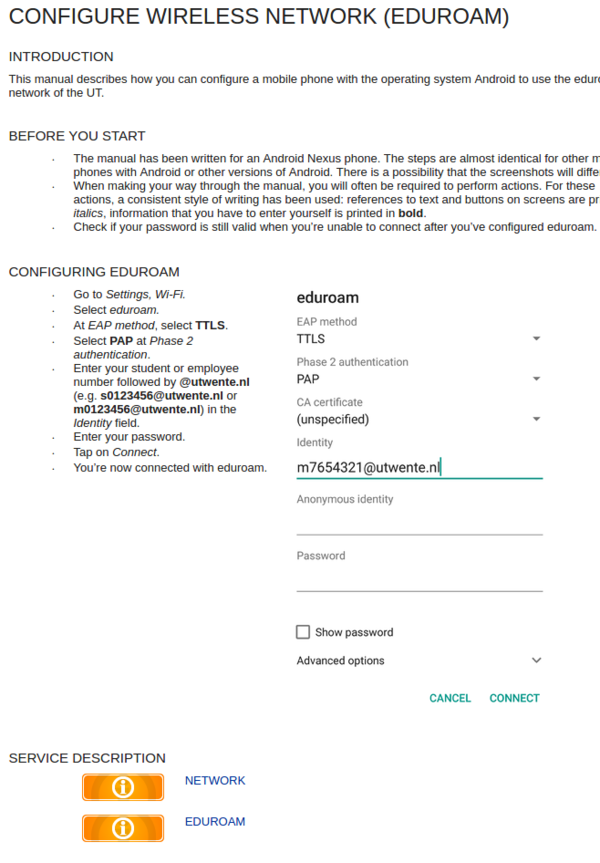 CONFIGURE WIRELESS NETWORK (EDUROAM)
INTRODUCTION
This manual describes how you can configure a mobile phone with the operating system Android to use the
network of the UT.
BEFORE YOU START
· The manual has been written for an Android Nexus phone. The steps are almost identical for other
phones with Android or other versions of Android. There is a possibility that the screenshots will
· When making your way through the manual, you will often be required to perform actions. For these
actions, a consistent style of writing has been used: references to text and buttons on screens are
italics, information that you have to enter yourself is printed in bold.
· Check if your password is still valid when you're unable to connect after you've configured eduroam.
CONFIGURING EDUROAM
· Go to Settings, Wi-Fi.
· Select eduroam.
· At EAP method, select TTLS.
· Select PAP at Phase 2
authentication.
· Enter your student or employee
number followed by @utwente.nl
(e.g. s0123456@utwente.nl or
m0123456@utwente.nl) in the
Identity field.
· Enter your password.
· Tap on Connect.
· You're now connected with eduroam.
eduroam
EAP method
TTLS
Phase 2 authentication
PAP
CA certificate
(unspecified)
Identity
m7654321@utwente.nl
Anonymous identity
Password
Show password
Advanced options
CANCEL CONNECT
SERVICE DESCRIPTION
NETWORK
EDUROAM